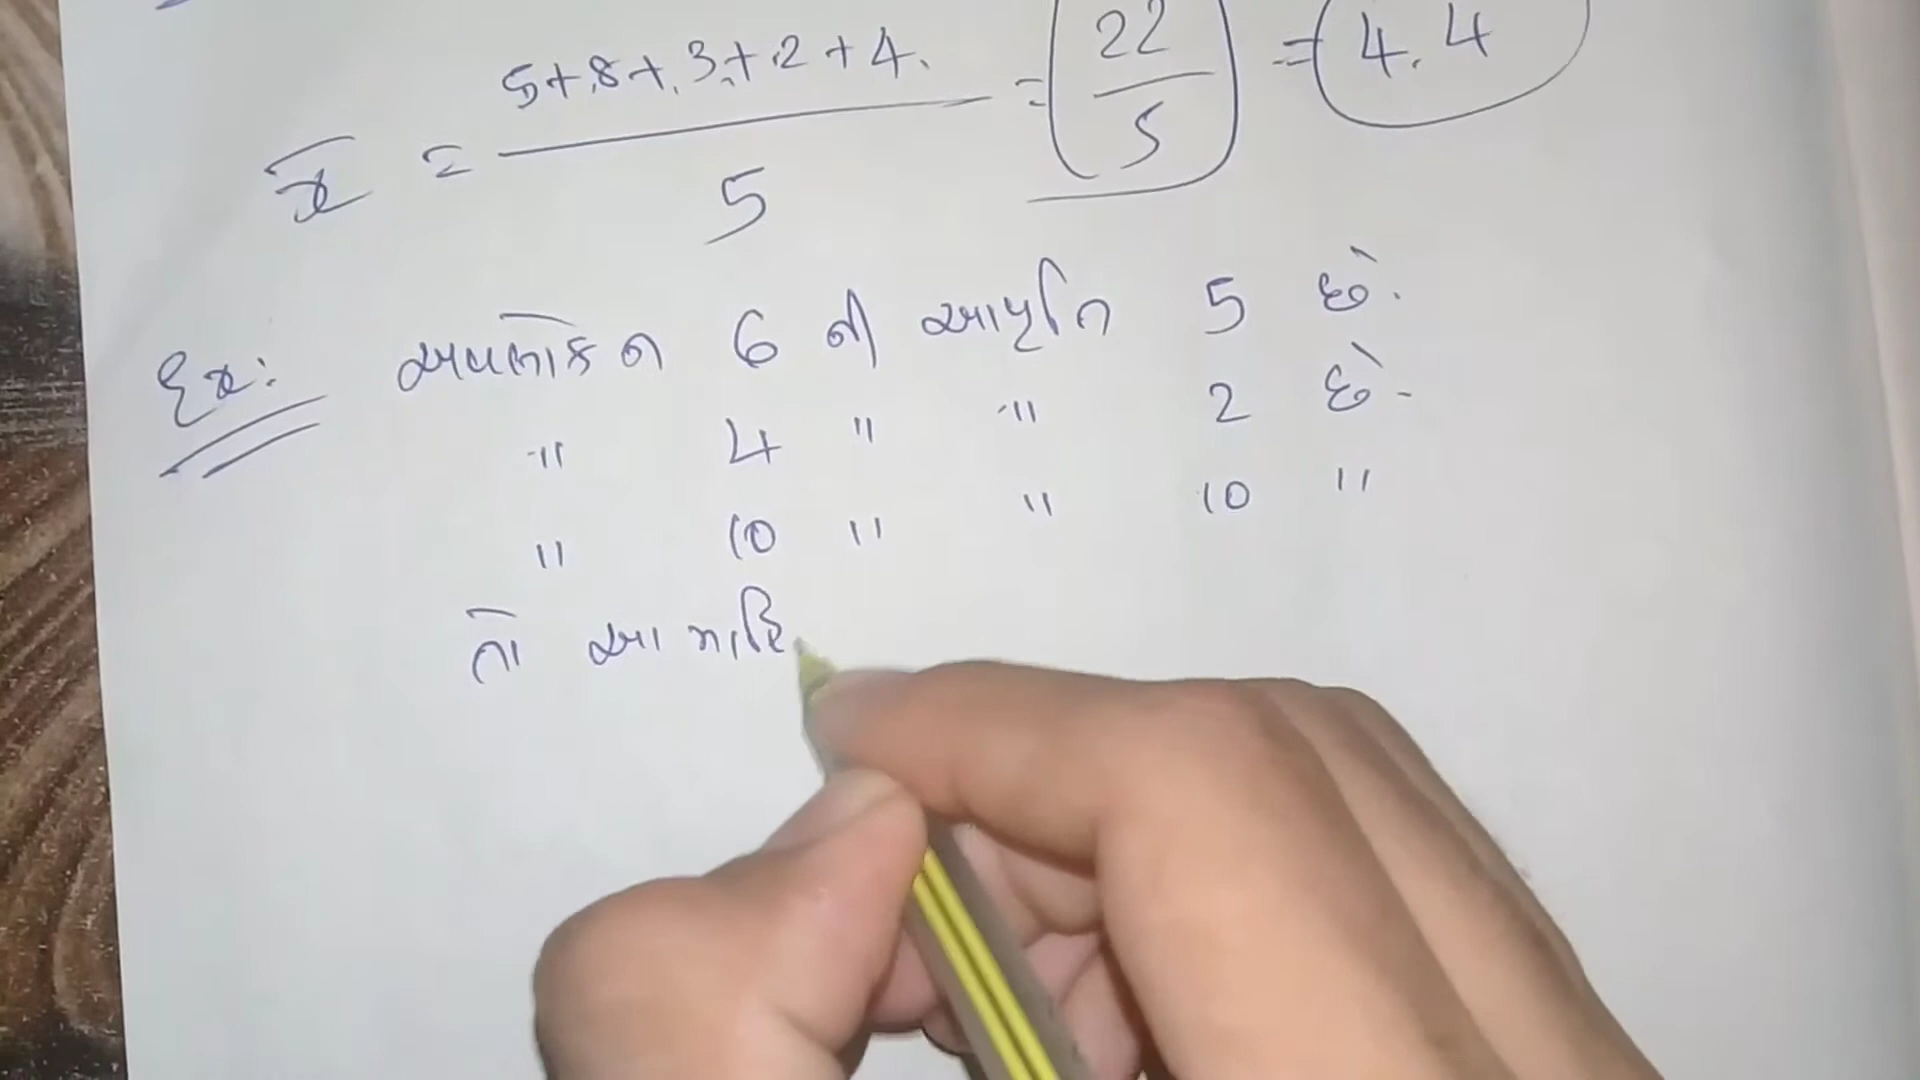 x̄ = 5+8+3+2+4 / 5 = 22/5 = 4.4
Ex: અવલોકન 6 ની આવૃત્તિ 5 છે.
" 4 " " 2 છે.
" 10 " " 10 "
તો આ માહિ